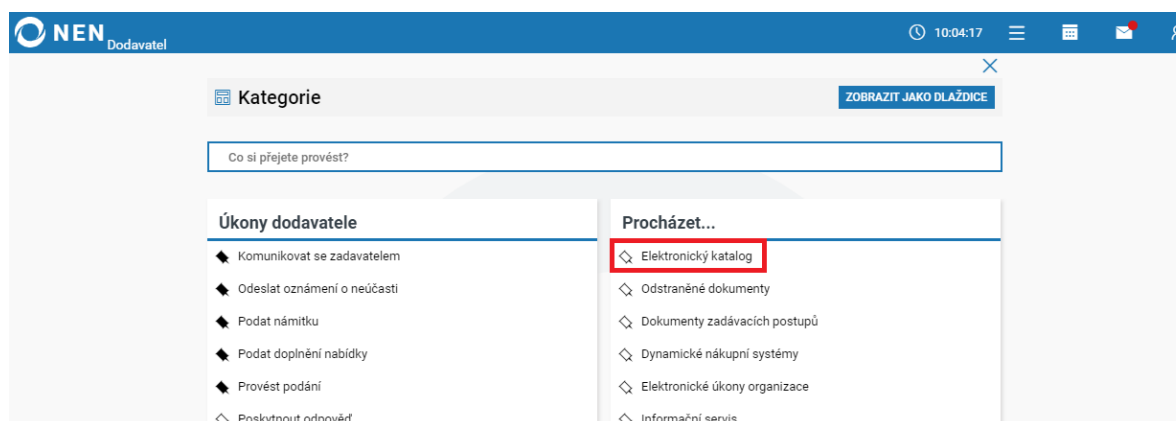 NEN Dodavatel
10:04:17
Kategorie
ZOBRAZIT JAKO DLAŽDICE
Co si přejete provést?
Úkony dodavatele
Komunikovat se zadavatelem
Odeslat oznámení o neúčasti
Podat námitku
Podat doplnění nabídky
Provést podání
Poskytnout odpověď
Procházet...
Elektronický katalog
Odstraněné dokumenty
Dokumenty zadávacích postupů
Dynamické nákupní systémy
Elektronické úkony organizace
Informační servis